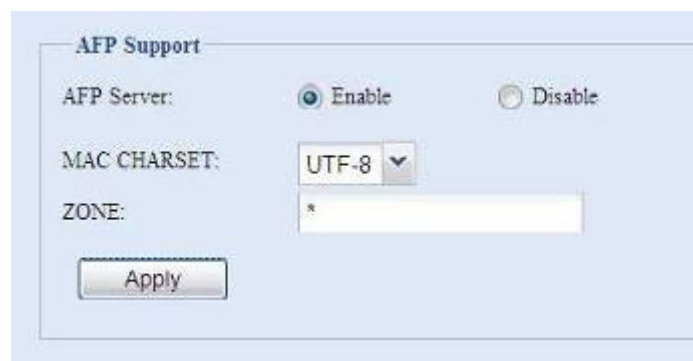 AFP Support
AFP Server: Enable Disable
MAC CHARSET: UTF-8
ZONE: *
Apply